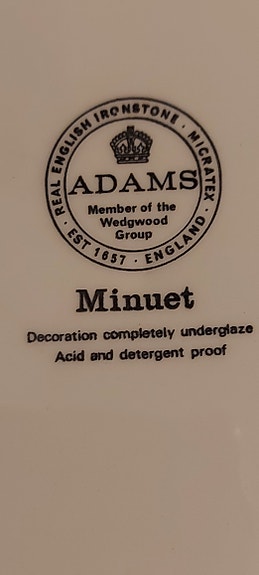 REAL ENGLISH IRONSTONE · MICRATEX ·
ADAMS
Member of the
Wedgwood
Group
· EST 1657 · ENGLAND
Minuet
Decoration completely underglaze
Acid and detergent proof